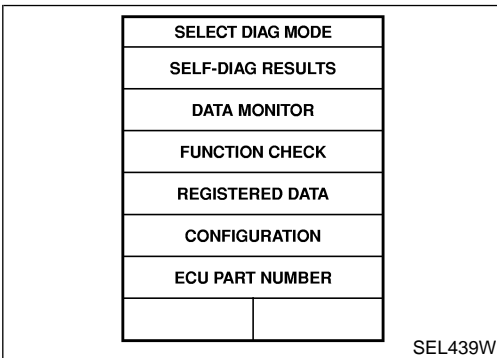 SELECT DIAG MODE
SELF-DIAG RESULTS
DATA MONITOR
FUNCTION CHECK
REGISTERED DATA
CONFIGURATION
ECU PART NUMBER
SEL439W